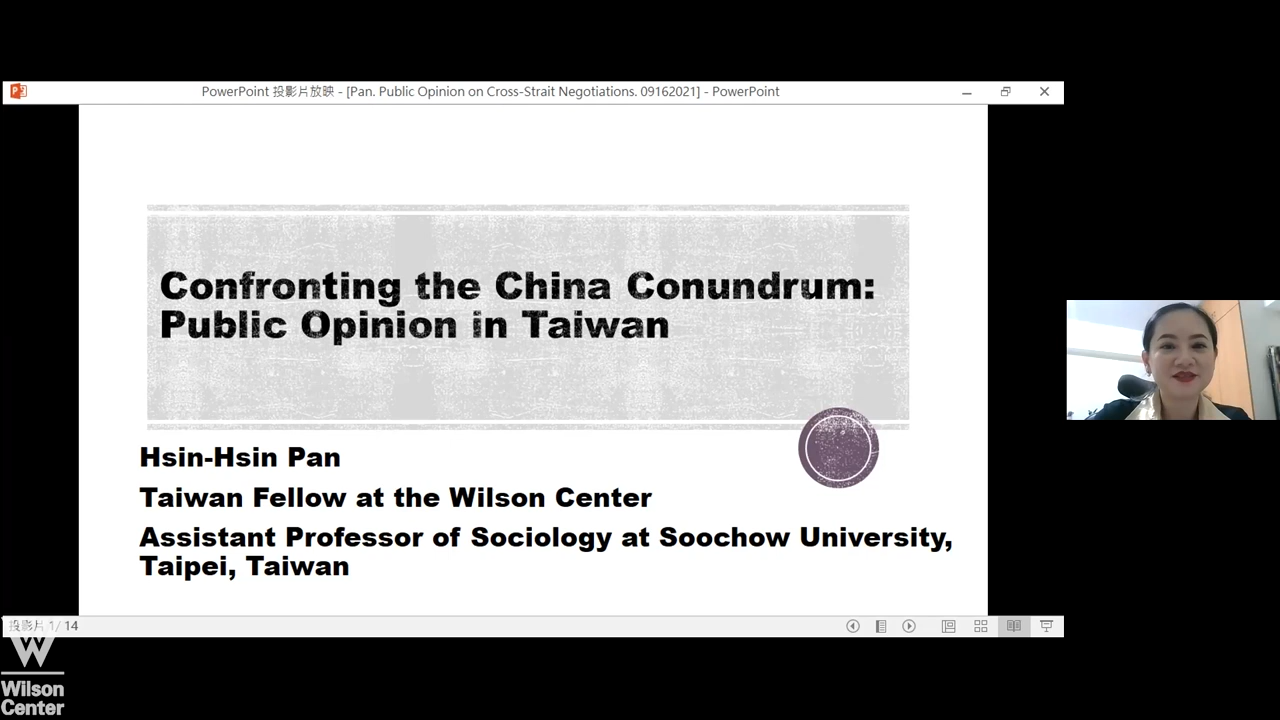 PowerPoint 投影片放映 - [Pan. Public Opinion on Cross-Strait Negotiations. 09162021] - PowerPoint
Confronting the China Conundrum:
Public Opinion in Taiwan
Hsin-Hsin Pan
Taiwan Fellow at the Wilson Center
Assistant Professor of Sociology at Soochow University,
Taipei, Taiwan
投影片 1/ 14
Wilson
Center